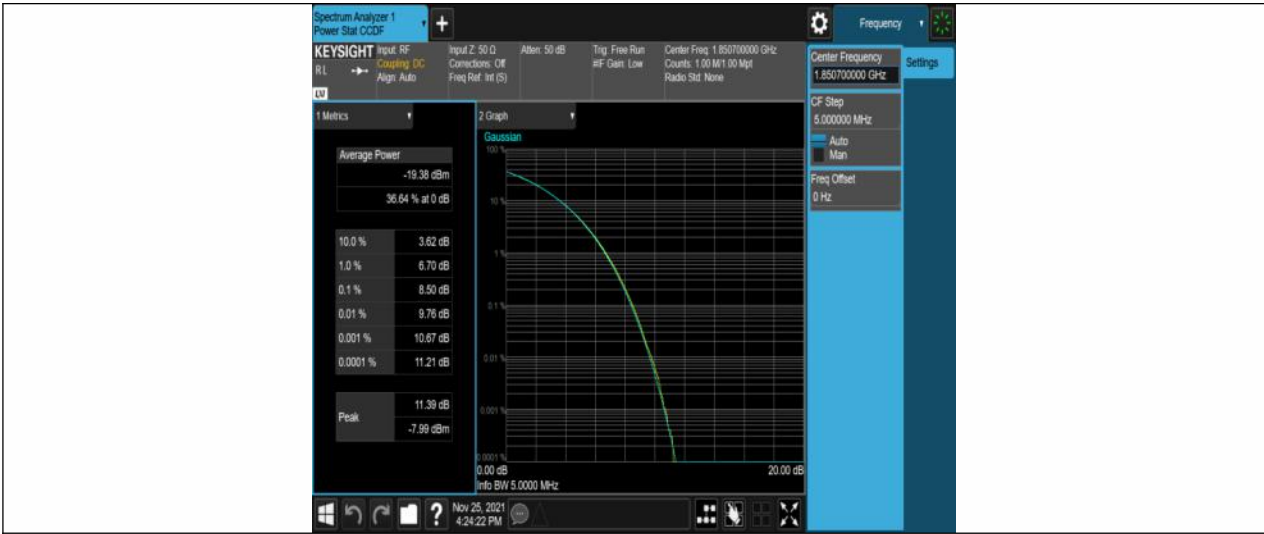 Spectrum Analyzer 1
Power Stat CCDF
Frequency
KEYSIGHT
RL
LV
Input: RF
Coupling: DC
Align: Auto
Input Z: 50 Ω
Corrections: Off
Freq Ref: Int (S)
Atten: 50 dB
Trig: Free Run
#IF Gain: Low
Center Freq: 1.850700000 GHz
Counts: 1.00 M/1.00 Mpt
Radio Std: None
Center Frequency
1.850700000 GHz
Settings
CF Step
5.000000 MHz
Auto
Man
Freq Offset
0 Hz
1 Metrics
Average Power
-19.38 dBm
36.64 % at 0 dB
10.0 % 3.62 dB
1.0 % 6.70 dB
0.1 % 8.50 dB
0.01 % 9.76 dB
0.001 % 10.67 dB
0.0001 % 11.21 dB
Peak
11.39 dB
-7.99 dBm
2 Graph
Gaussian
100 %
10 %
1 %
0.1 %
0.01 %
0.001 %
0.0001 %
0.00 dB 20.00 dB
Info BW 5.0000 MHz
?
Nov 25, 2021
4:24:22 PM